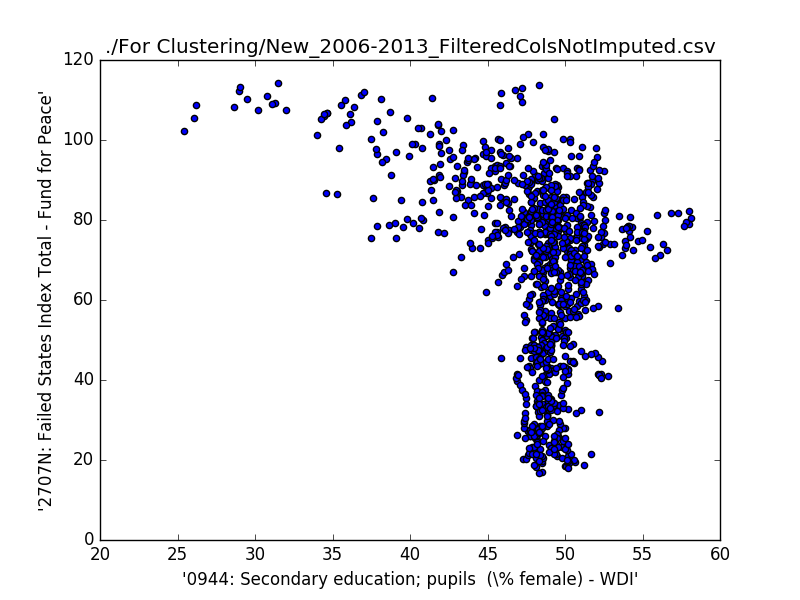 ./For Clustering/New_2006-2013_FilteredColsNotImputed.csv
120
100
80
60
40
20
0
'2707N: Failed States Index Total - Fund for Peace'
20 25 30 35 40 45 50 55 60
'0944: Secondary education; pupils  (\% female) - WDI'